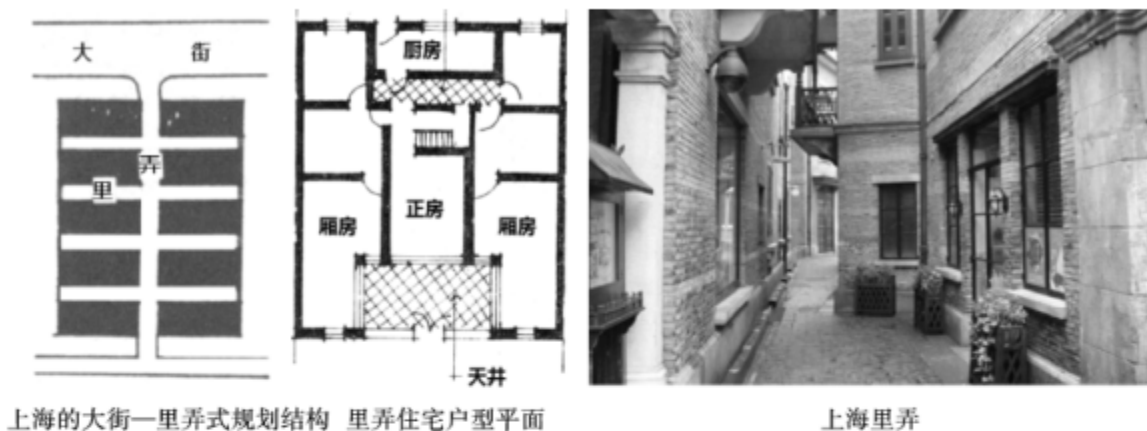 大 街
弄
里
厨房
厢房
正房
厢房
天井
上海的大街—里弄式规划结构 里弄住宅户型平面
上海里弄